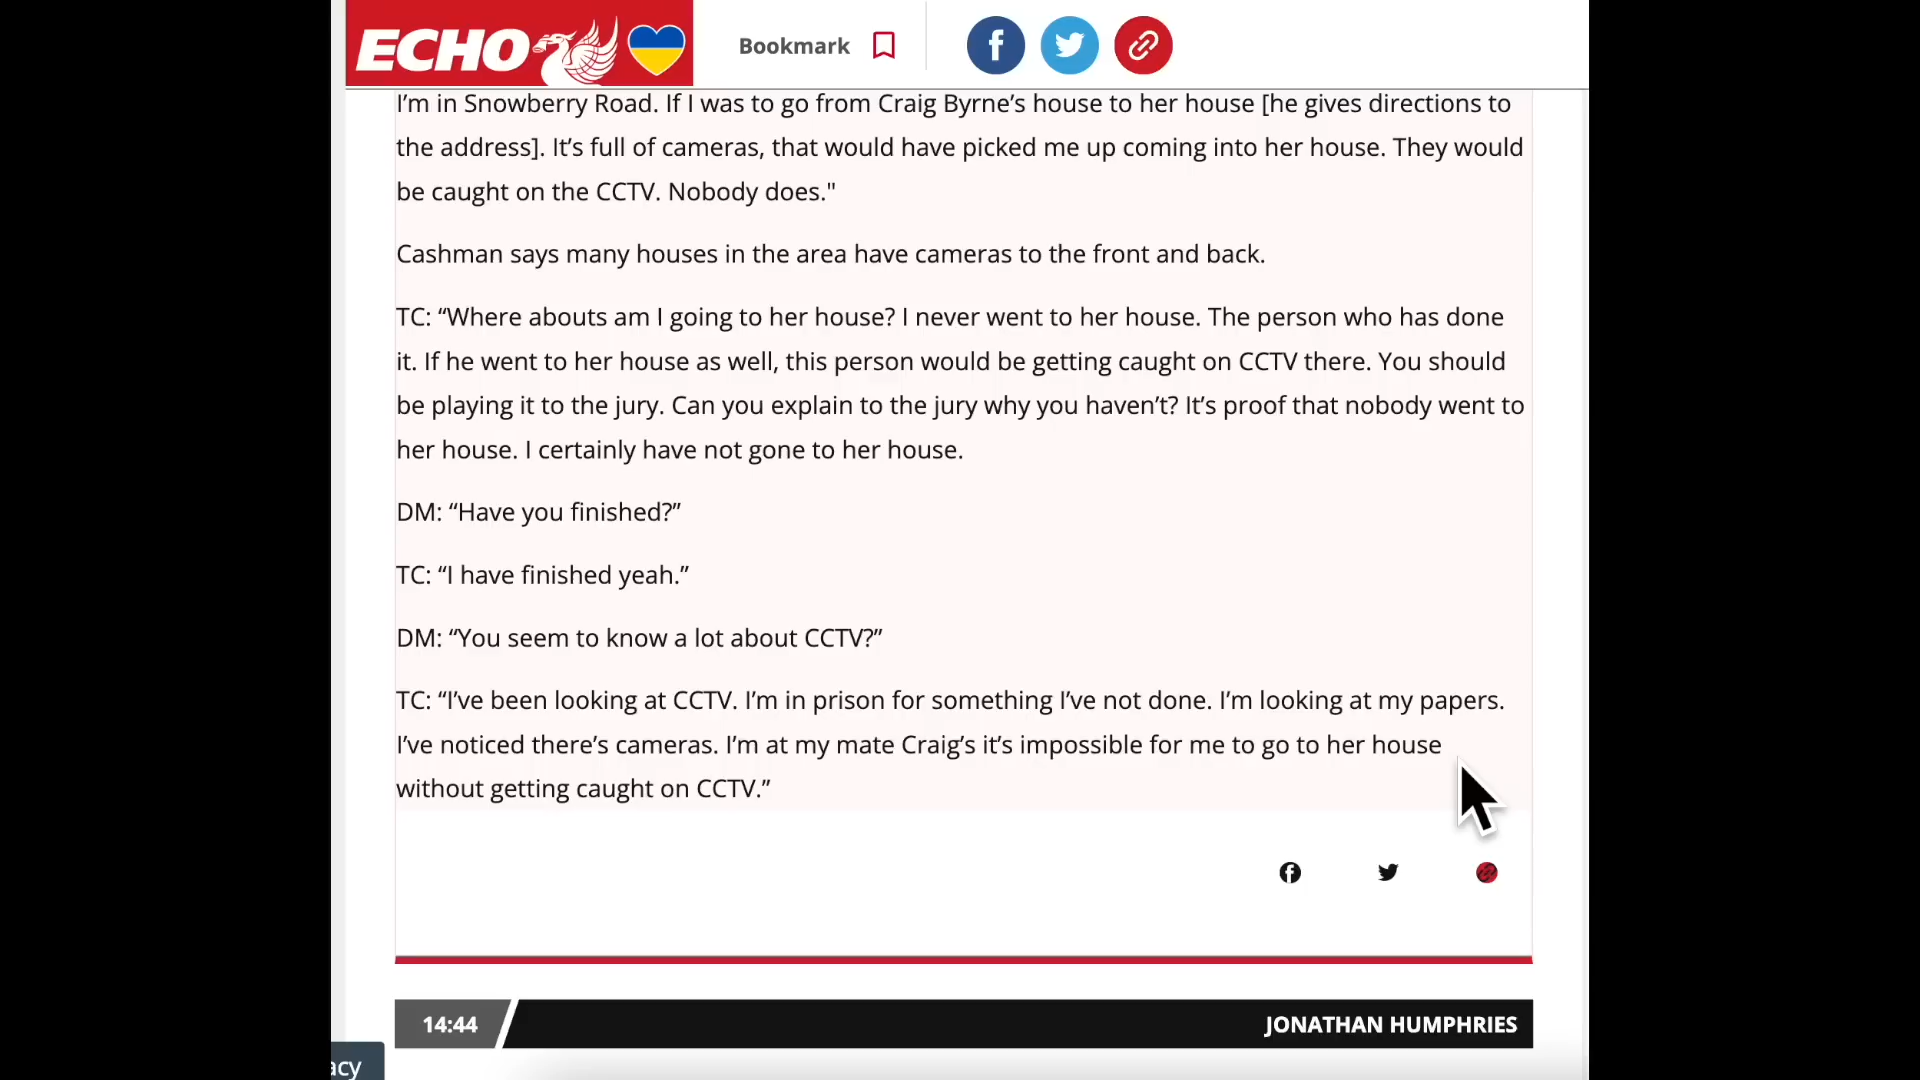 ECHO
Bookmark
I’m in Snowberry Road. If I was to go from Craig Byrne’s house to her house [he gives directions to
the address]. It’s full of cameras, that would have picked me up coming into her house. They would
be caught on the CCTV. Nobody does."
Cashman says many houses in the area have cameras to the front and back.
TC: “Where abouts am I going to her house? I never went to her house. The person who has done
it. If he went to her house as well, this person would be getting caught on CCTV there. You should
be playing it to the jury. Can you explain to the jury why you haven’t? It’s proof that nobody went to
her house. I certainly have not gone to her house.
DM: “Have you finished?”
TC: “I have finished yeah.”
DM: “You seem to know a lot about CCTV?”
TC: “I’ve been looking at CCTV. I’m in prison for something I’ve not done. I’m looking at my papers.
I’ve noticed there’s cameras. I’m at my mate Craig’s it’s impossible for me to go to her house
without getting caught on CCTV.”
14:44
JONATHAN HUMPHRIES
acy